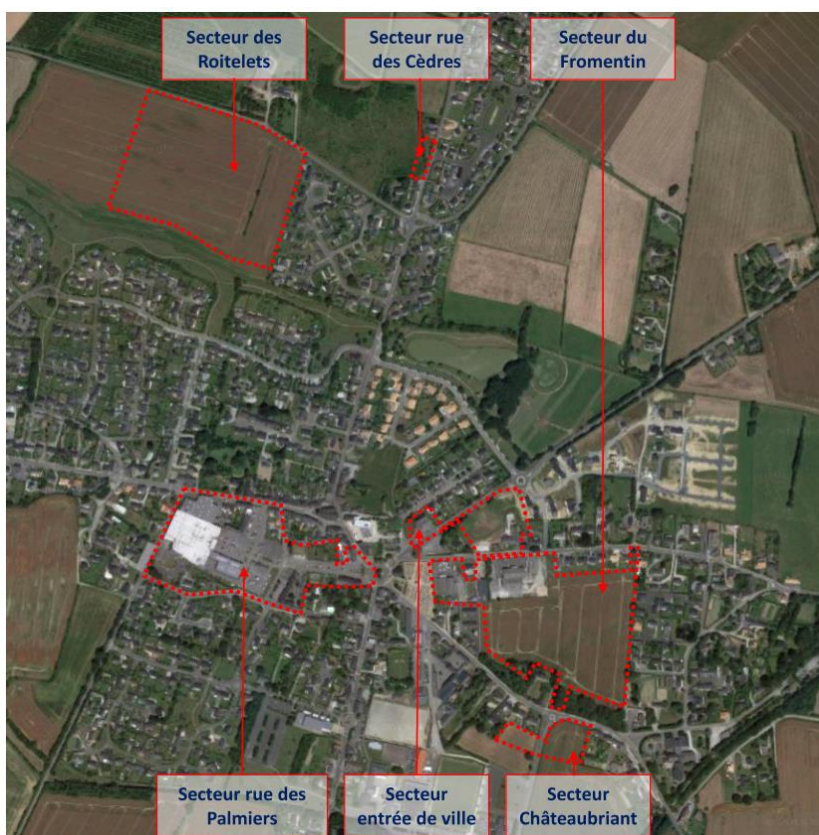 Secteur des
Roitelets
Secteur rue
des Cèdres
Secteur du
Fromentin
Secteur rue des
Palmiers
Secteur
entrée de ville
Secteur
Châteaubriant